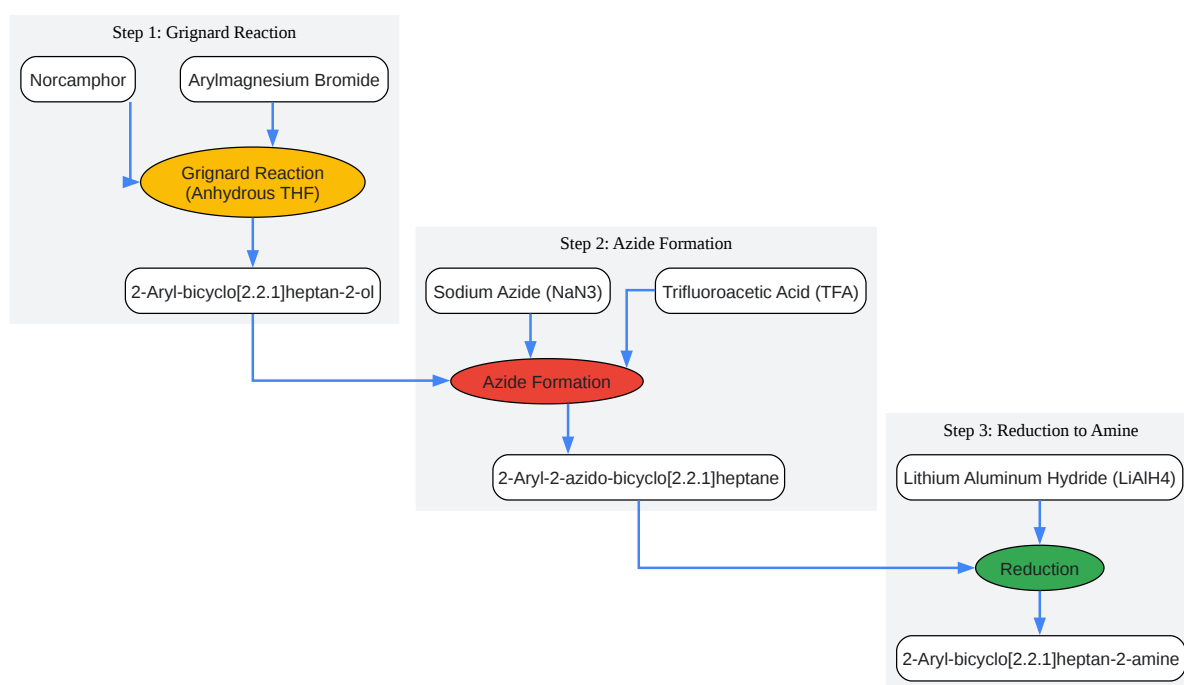 Step 1: Grignard Reaction
Norcamphor
Arylmagnesium Bromide
Grignard Reaction
(Anhydrous THF)
2-Aryl-bicyclo[2.2.1]heptan-2-ol
Step 2: Azide Formation
Sodium Azide (NaN3)
Trifluoroacetic Acid (TFA)
Azide Formation
2-Aryl-2-azido-bicyclo[2.2.1]heptane
Step 3: Reduction to Amine
Lithium Aluminum Hydride (LiAlH4)
Reduction
2-Aryl-bicyclo[2.2.1]heptan-2-amine